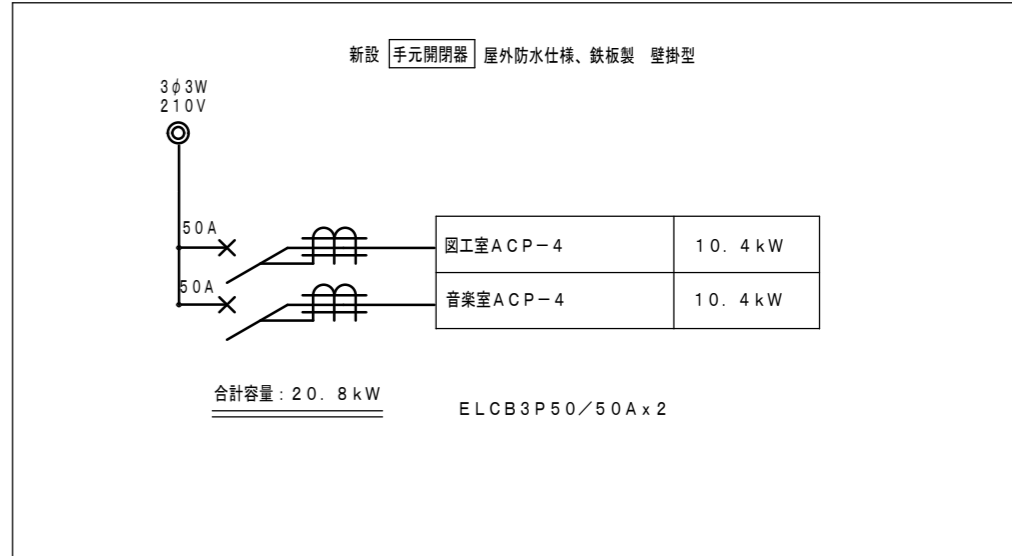 新設 手元開閉器 屋外防水仕様、鉄板製 壁掛型
3φ3W
210V
50A
図工室ACP-4 10.4kW
50A
音楽室ACP-4 10.4kW
合計容量:20.8kW
ELCB3P50/50Ax2